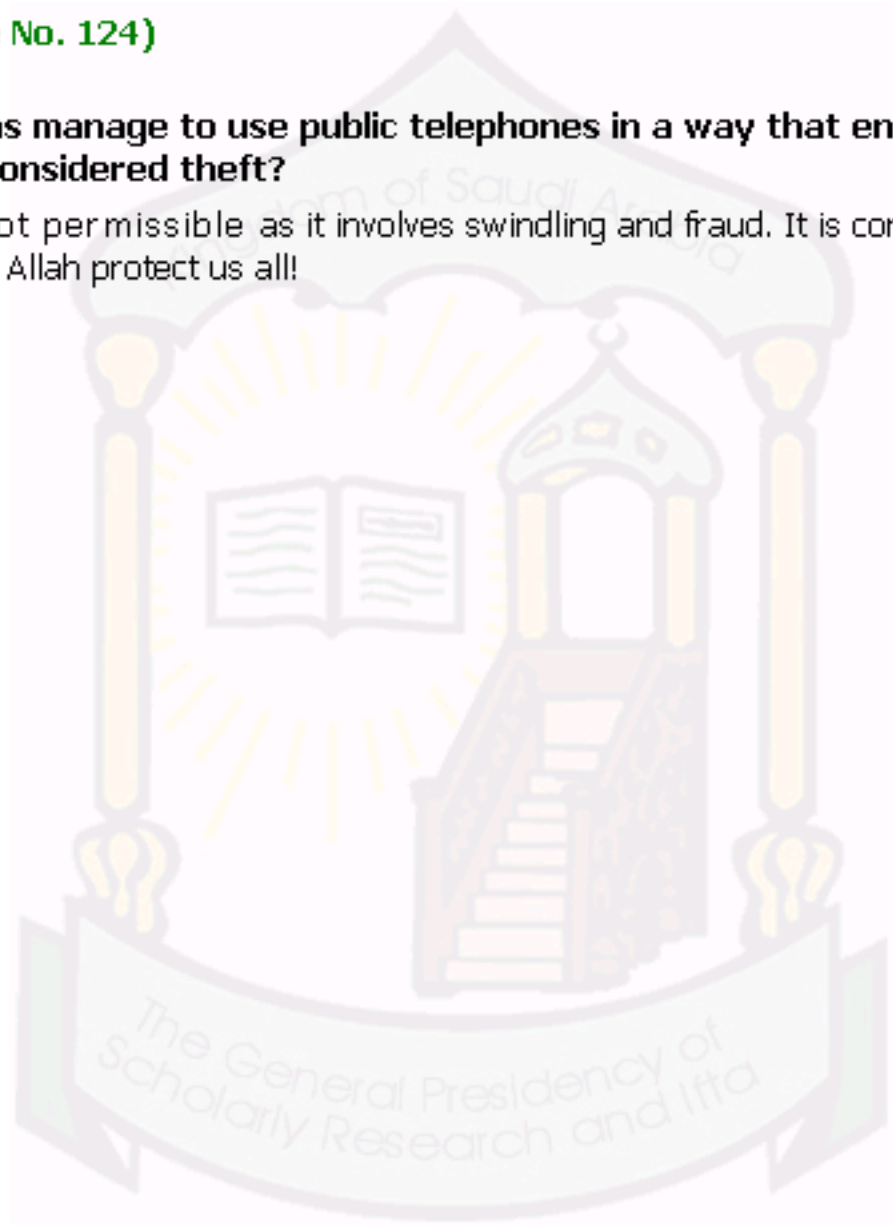 No. 124)
ns manage to use public telephones in a way that en
onsidered theft?
ot permissible as it involves swindling and fraud. It is cor
Allah protect us all!
Kingdom of Saudi Arabia
The General Presidency of
Scholarly Research and Ifta